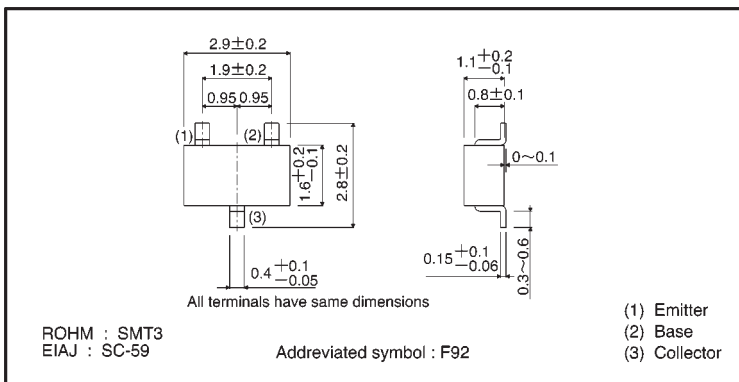 2.9±0.2
1.9±0.2
0.95 0.95
(1)
(2)
(3)
1.6 +0.2 −0.1
2.8±0.2
0.4 +0.1 −0.05
All terminals have same dimensions
1.1 +0.2 −0.1
0.8±0.1
0~0.1
0.15 +0.1 −0.06
0.3~0.6
ROHM : SMT3
EIAJ : SC-59
Addreviated symbol : F92
(1) Emitter
(2) Base
(3) Collector